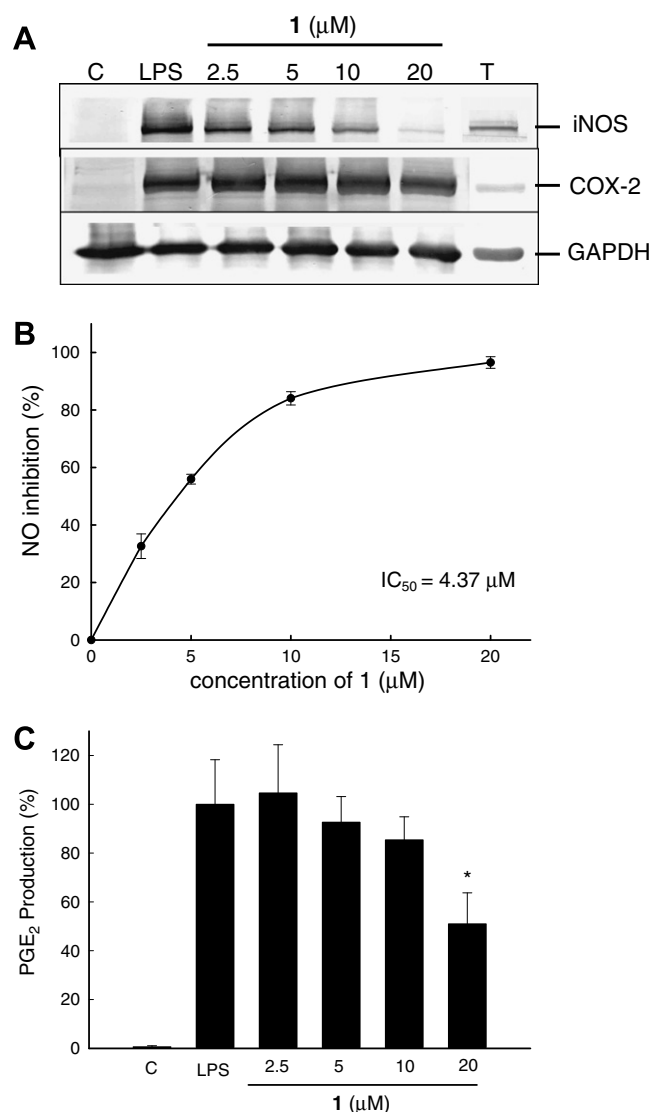 A
1 (μM)
C LPS 2.5 5 10 20 T
iNOS
COX-2
GAPDH
B
NO inhibition (%)
100
80
60
40
20
0
0 5 10 15 20
IC50 = 4.37 μM
concentration of 1 (μM)
C
PGE2 Production (%)
120
100
80
60
40
20
0
*
C LPS 2.5 5 10 20
1 (μM)